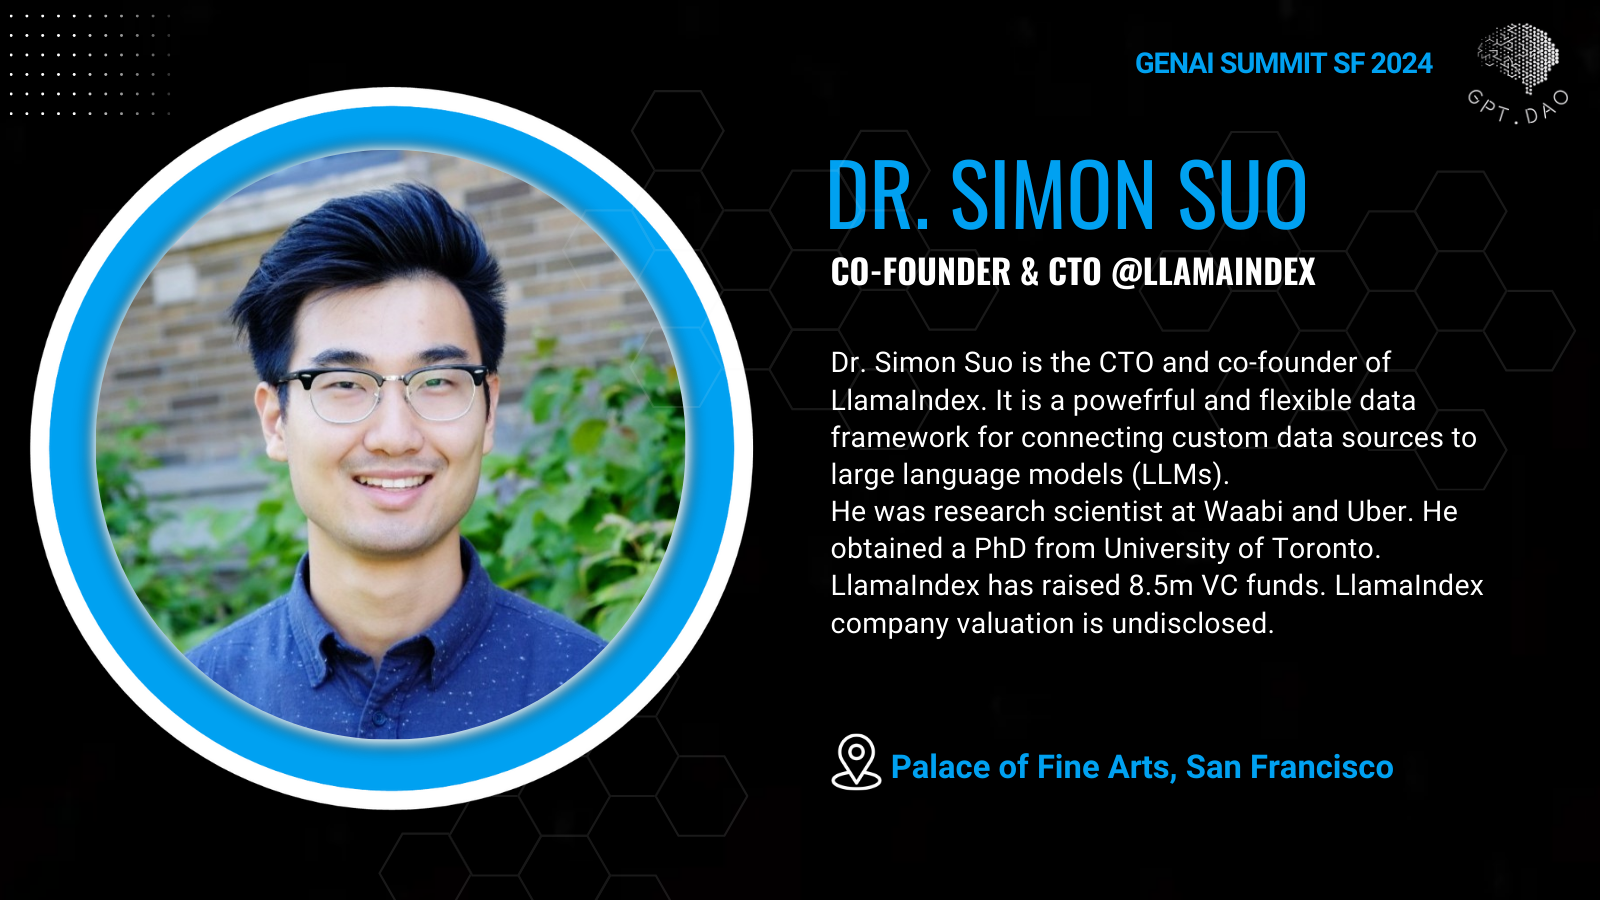 GENAI SUMMIT SF 2024
GPT.DAO
DR. SIMON SUO
CO-FOUNDER & CTO @LLAMAINDEX
Dr. Simon Suo is the CTO and co-founder of
LlamaIndex. It is a powefrful and flexible data
framework for connecting custom data sources to
large language models (LLMs).
He was research scientist at Waabi and Uber. He
obtained a PhD from University of Toronto.
LlamaIndex has raised 8.5m VC funds. LlamaIndex
company valuation is undisclosed.
Palace of Fine Arts, San Francisco